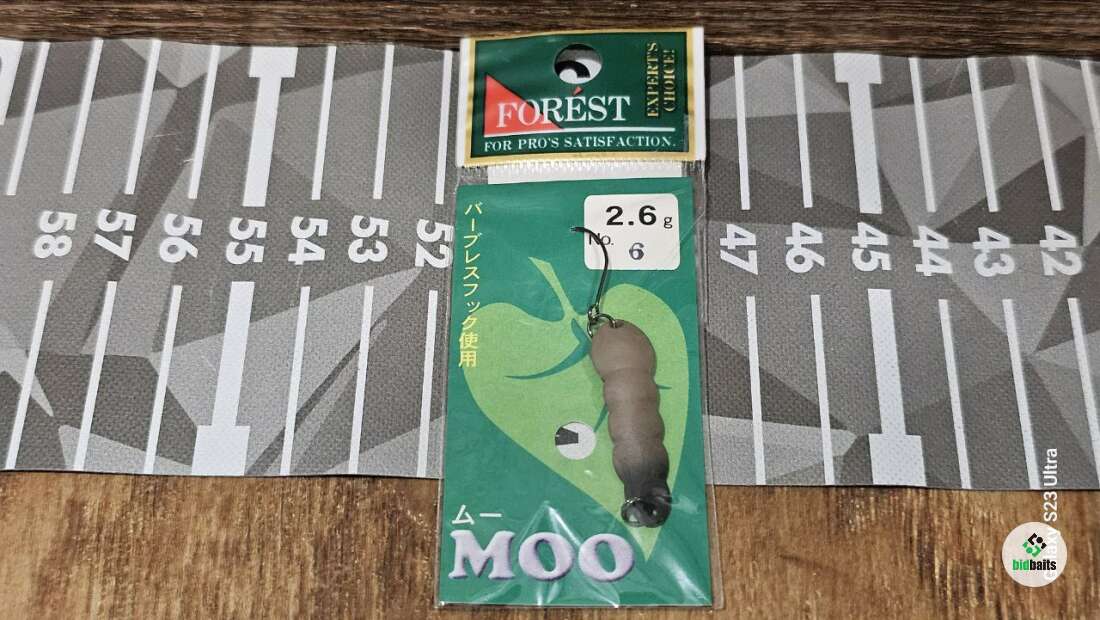 FORÉST
FOR PRO'S SATISFACTION.
EXPERT'S
CHOICE!
2.6g
No. 6
バーブレスフック使用
ムー
MOO
58 57 56 55 54 53 52 47 46 45 44 43 42
Galaxy S23 Ultra
bidbaits